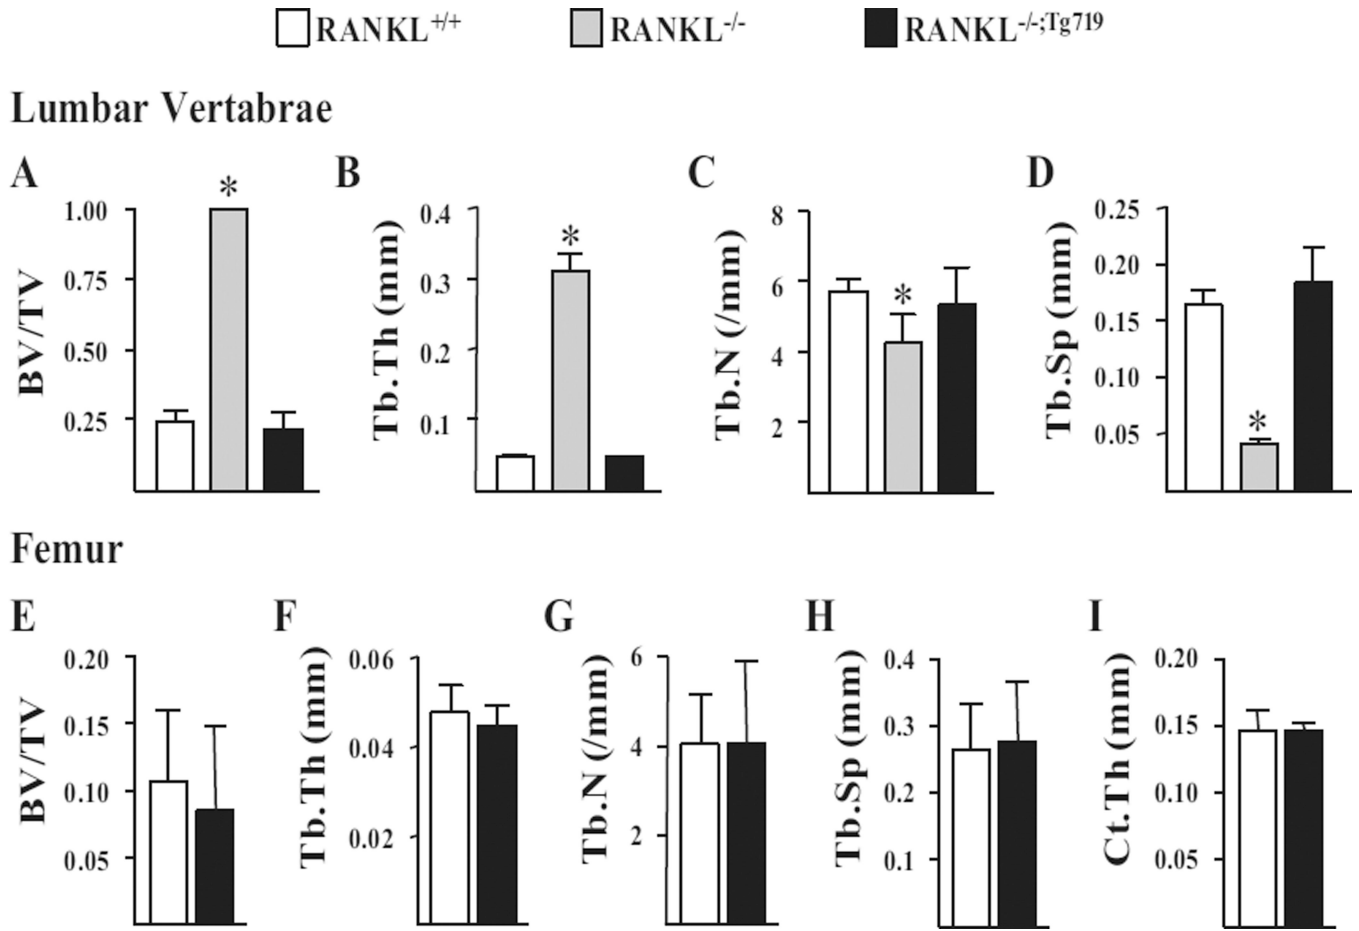 RANKL+/+ RANKL-/- RANKL-/-;Tg719
Lumbar Vertabrae
A B C D
BV/TV
1.00
0.75
0.50
0.25
*
Tb.Th (mm)
0.4
0.3
0.2
0.1
*
Tb.N (/mm)
8
6
4
2
*
Tb.Sp (mm)
0.25
0.20
0.15
0.10
0.05
*
Femur
E F G H I
BV/TV
0.20
0.15
0.10
0.05
Tb.Th (mm)
0.06
0.04
0.02
Tb.N (/mm)
6
4
2
Tb.Sp (mm)
0.4
0.3
0.2
0.1
Ct.Th (mm)
0.20
0.15
0.10
0.05